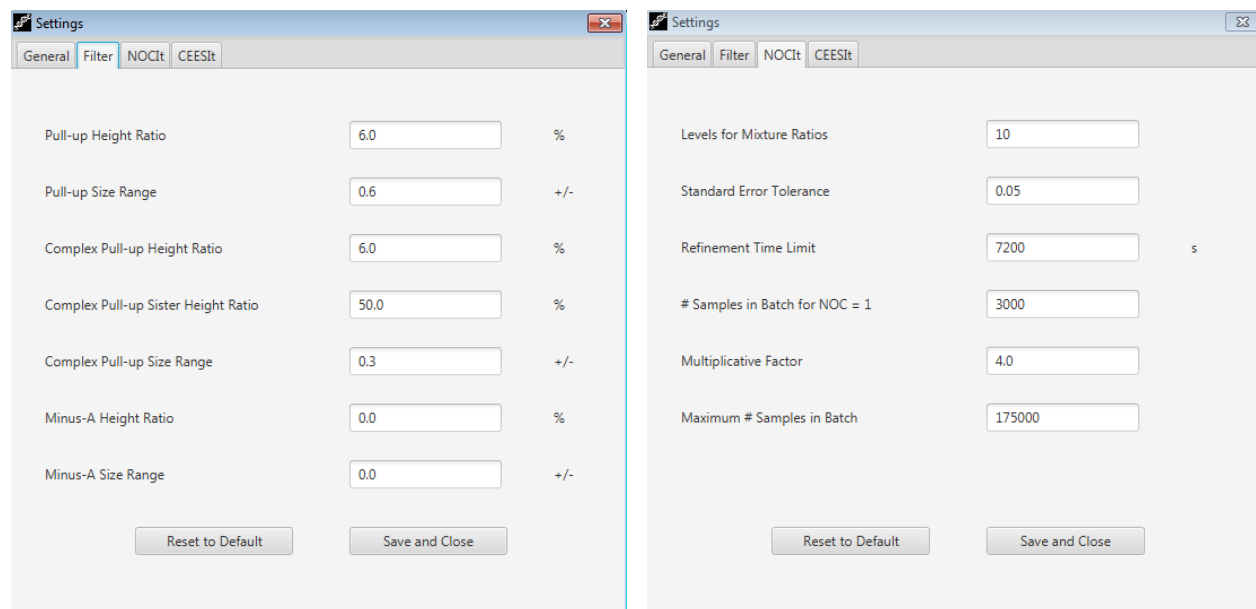 Settings
General Filter NOCIt CEESIt
Pull-up Height Ratio 6.0 %
Pull-up Size Range 0.6 +/-
Complex Pull-up Height Ratio 6.0 %
Complex Pull-up Sister Height Ratio 50.0 %
Complex Pull-up Size Range 0.3 +/-
Minus-A Height Ratio 0.0 %
Minus-A Size Range 0.0 +/-
Reset to Default Save and Close
Settings
General Filter NOCIt CEESIt
Levels for Mixture Ratios 10
Standard Error Tolerance 0.05
Refinement Time Limit 7200 s
# Samples in Batch for NOC = 1 3000
Multiplicative Factor 4.0
Maximum # Samples in Batch 175000
Reset to Default Save and Close